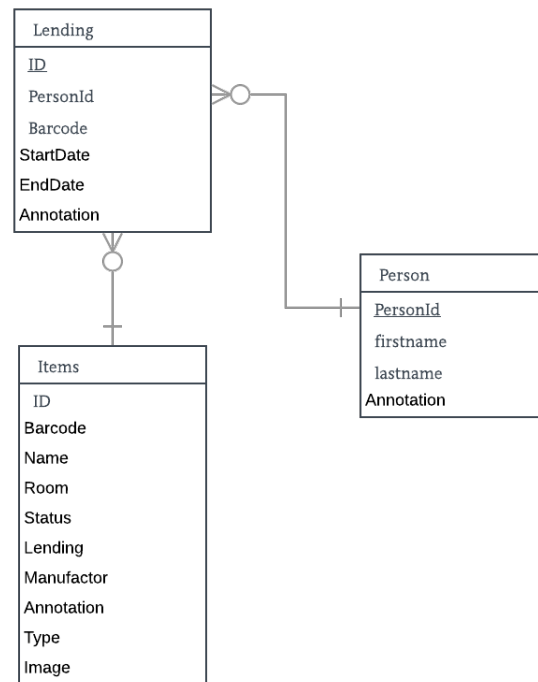 Lending
ID
PersonId
Barcode
StartDate
EndDate
Annotation
Person
PersonId
firstname
lastname
Annotation
Items
ID
Barcode
Name
Room
Status
Lending
Manufactor
Annotation
Type
Image